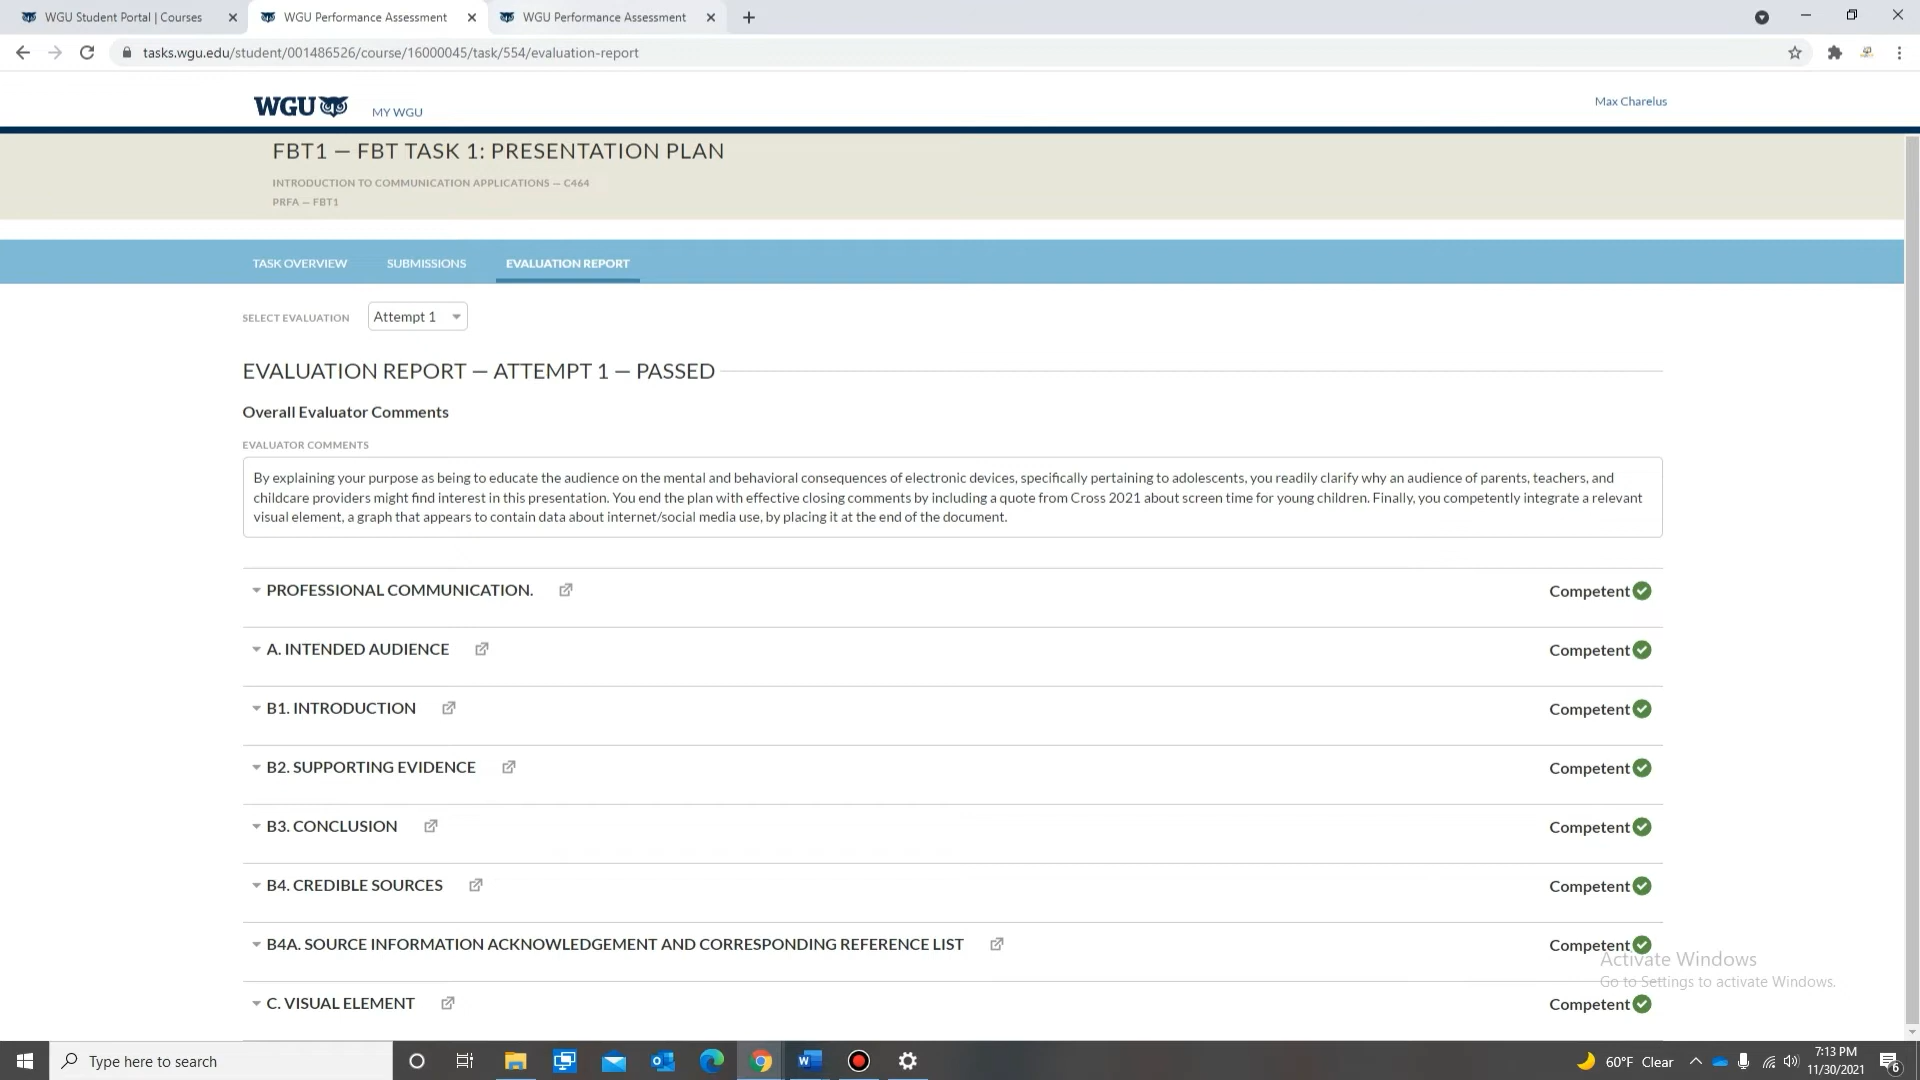 WGU Student Portal | Courses
WGU Performance Assessment
WGU Performance Assessment
tasks.wgu.edu/student/001486526/course/16000045/task/554/evaluation-report
WGU
MY WGU
Max Charelus
FBT1 — FBT TASK 1: PRESENTATION PLAN
INTRODUCTION TO COMMUNICATION APPLICATIONS — C464
PRFA — FBT1
TASK OVERVIEW
SUBMISSIONS
EVALUATION REPORT
SELECT EVALUATION
Attempt 1
EVALUATION REPORT — ATTEMPT 1 — PASSED
Overall Evaluator Comments
EVALUATOR COMMENTS
By explaining your purpose as being to educate the audience on the mental and behavioral consequences of electronic devices, specifically pertaining to adolescents, you readily clarify why an audience of parents, teachers, and
childcare providers might find interest in this presentation. You end the plan with effective closing comments by including a quote from Cross 2021 about screen time for young children. Finally, you competently integrate a relevant
visual element, a graph that appears to contain data about internet/social media use, by placing it at the end of the document.
PROFESSIONAL COMMUNICATION.
Competent
A. INTENDED AUDIENCE
Competent
B1. INTRODUCTION
Competent
B2. SUPPORTING EVIDENCE
Competent
B3. CONCLUSION
Competent
B4. CREDIBLE SOURCES
Competent
B4A. SOURCE INFORMATION ACKNOWLEDGEMENT AND CORRESPONDING REFERENCE LIST
Competent
Activate Windows
Go to Settings to activate Windows.
C. VISUAL ELEMENT
Competent
Type here to search
60°F Clear
7:13 PM
11/30/2021
6